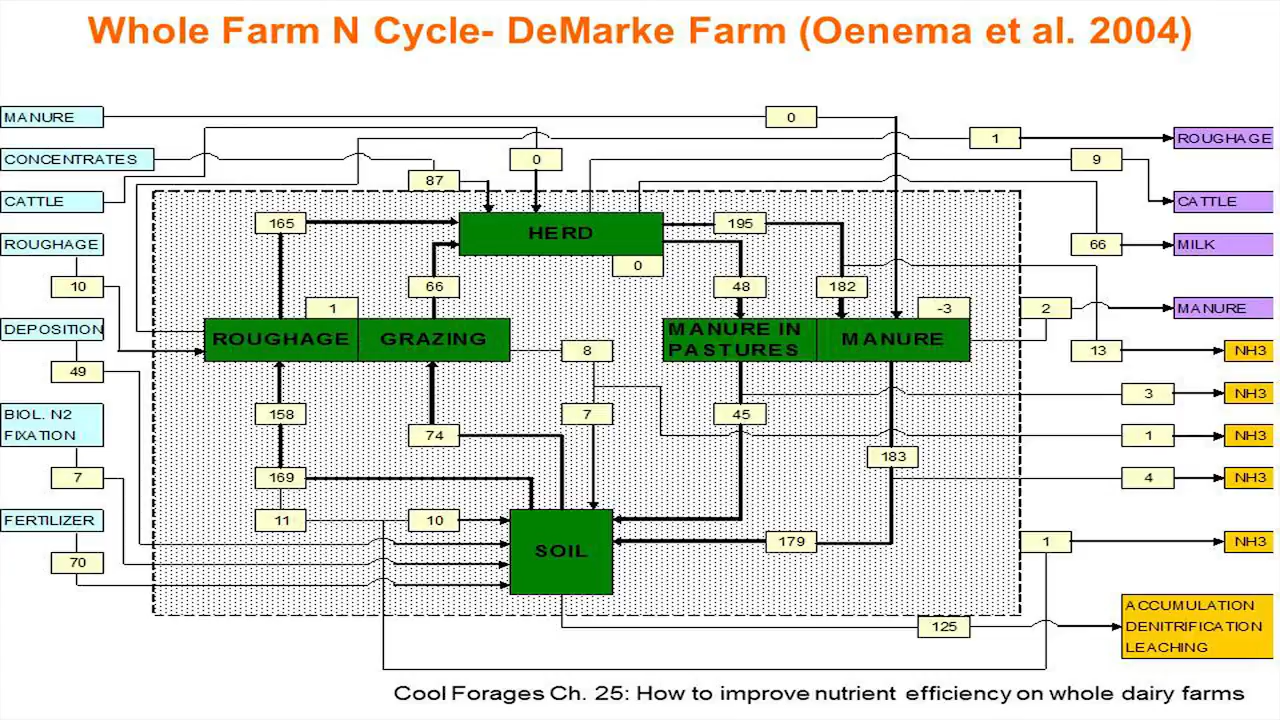 Whole Farm N Cycle- DeMarke Farm (Oenema et al. 2004)
MANURE
0
1
ROUGHAGE
CONCENTRATES
0
9
87
CATTLE
CATTLE
165
HERD
195
ROUGHAGE
66
MILK
0
10
66
48
182
1
-3
2
MANURE
DEPOSITION
ROUGHAGE
GRAZING
MANURE IN
PASTURES
MANURE
8
13
NH3
49
3
NH3
BIOL. N2
FIXATION
158
74
7
45
1
NH3
183
7
169
4
NH3
FERTILIZER
11
10
SOIL
179
1
NH3
70
125
ACCUMULATION
DENITRIFICATION
LEACHING
Cool Forages Ch. 25: How to improve nutrient efficiency on whole dairy farms